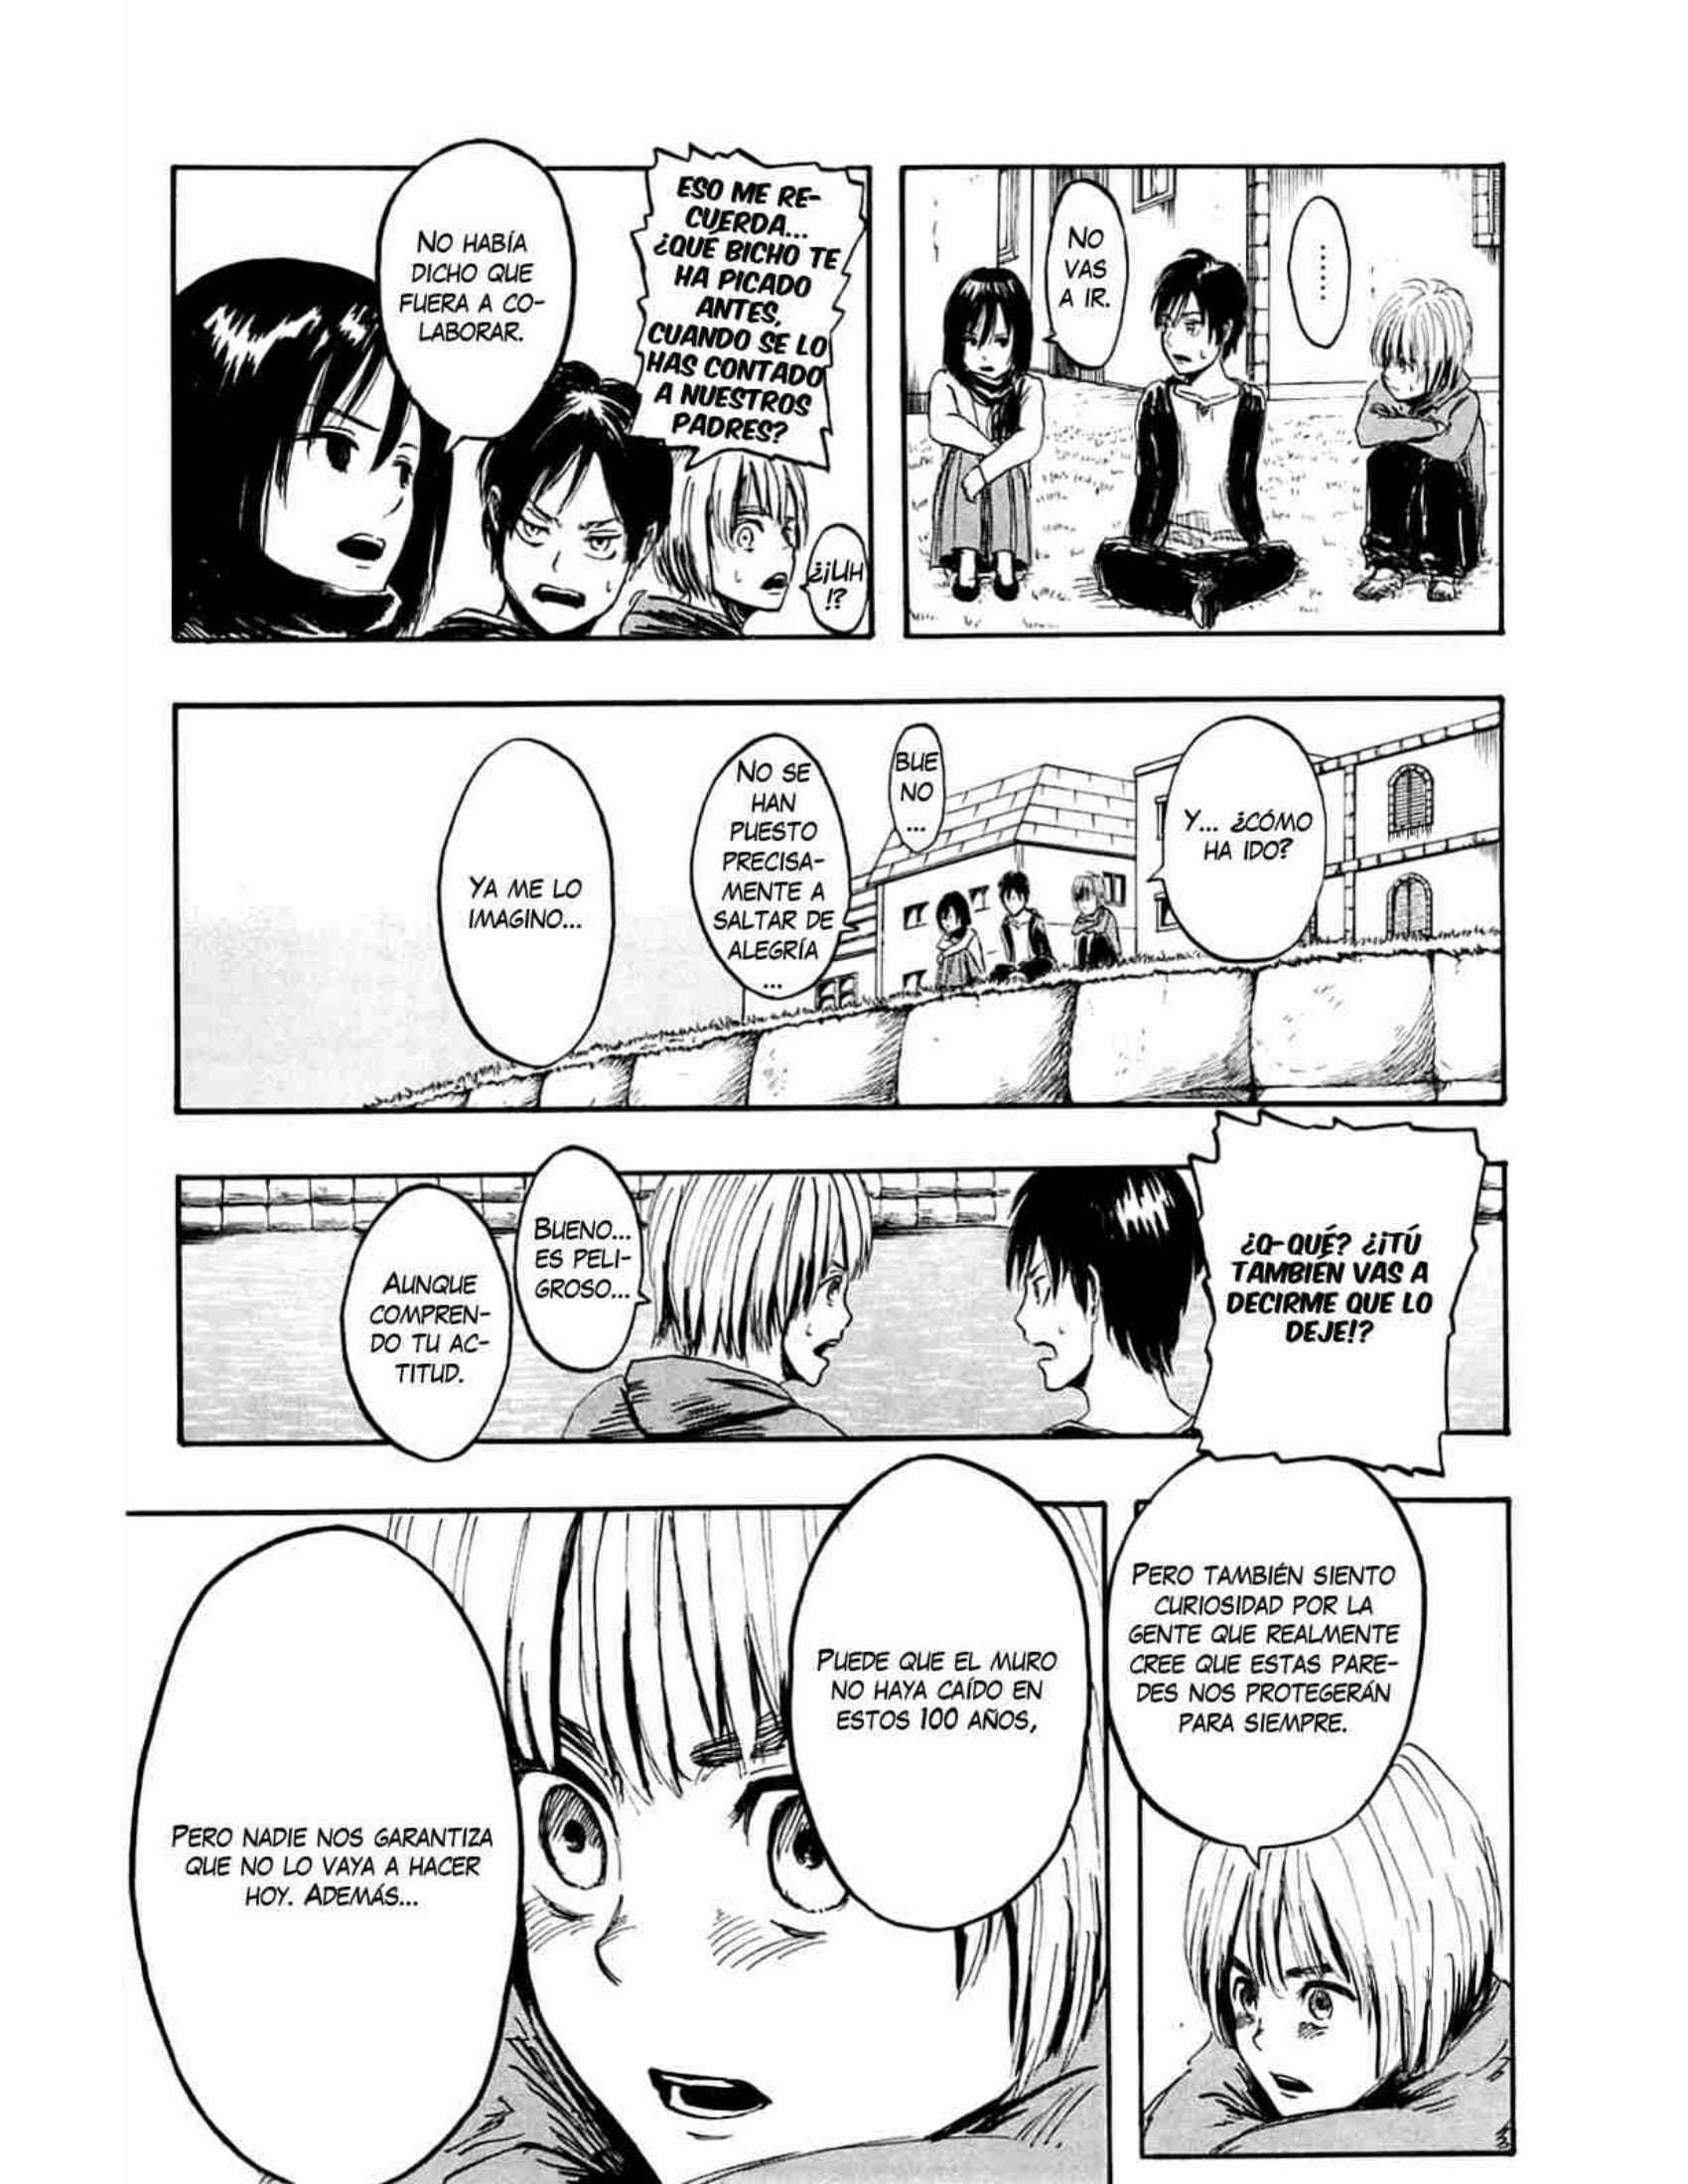 ......
NO
VAS
A IR.
ESO ME RE-
CUERDA...
¿QUÉ BICHO TE
HA PICADO
ANTES,
CUANDO SE LO
HAS CONTADO
A NUESTROS
PADRES?
¿¡UH
!?
NO HABÍA
DICHO QUE
FUERA A CO-
LABORAR.
Y... ¿CÓMO
HA IDO?
BUE
NO
...
NO SE
HAN
PUESTO
PRECISA-
MENTE A
SALTAR DE
ALEGRÍA
...
YA ME LO
IMAGINO...
¿Q-QUÉ? ¿¡TÚ
TAMBIÉN VAS A
DECIRME QUE LO
DEJE!?
BUENO...
ES PELI-
GROSO...
AUNQUE
COMPREN-
DO TU AC-
TITUD.
PERO TAMBIÉN SIENTO
CURIOSIDAD POR LA
GENTE QUE REALMENTE
CREE QUE ESTAS PARE-
DES NOS PROTEGERÁN
PARA SIEMPRE.
PUEDE QUE EL MURO
NO HAYA CAÍDO EN
ESTOS 100 AÑOS,
PERO NADIE NOS GARANTIZA
QUE NO LO VAYA A HACER
HOY. ADEMÁS...